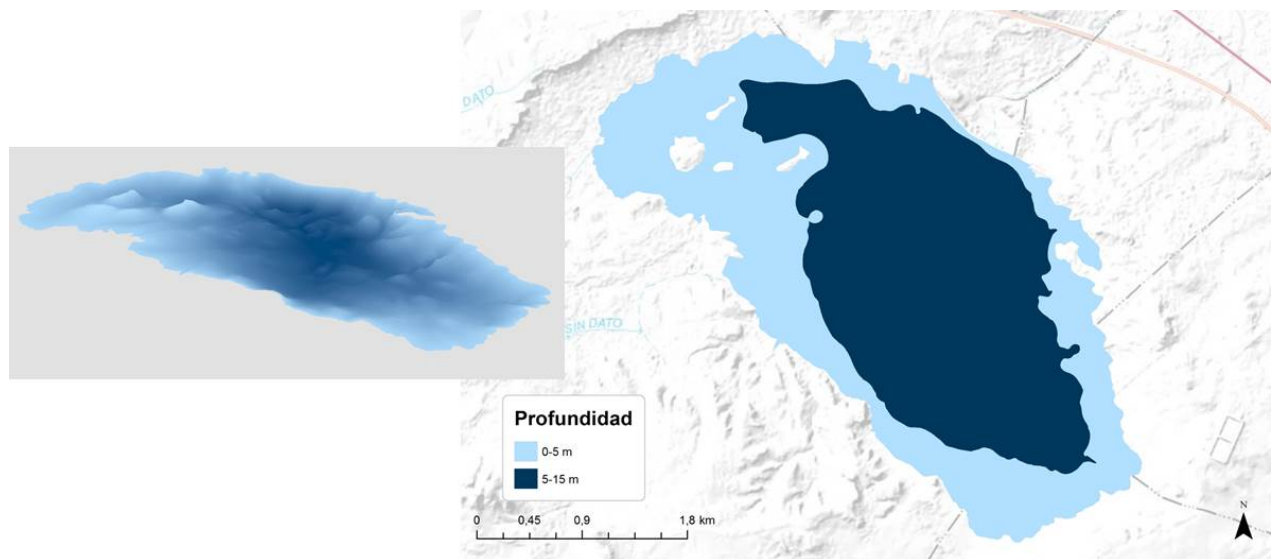 DATO
SIN DATO
Profundidad
0-5 m
5-15 m
0 0,45 0,9 1,8 km
N